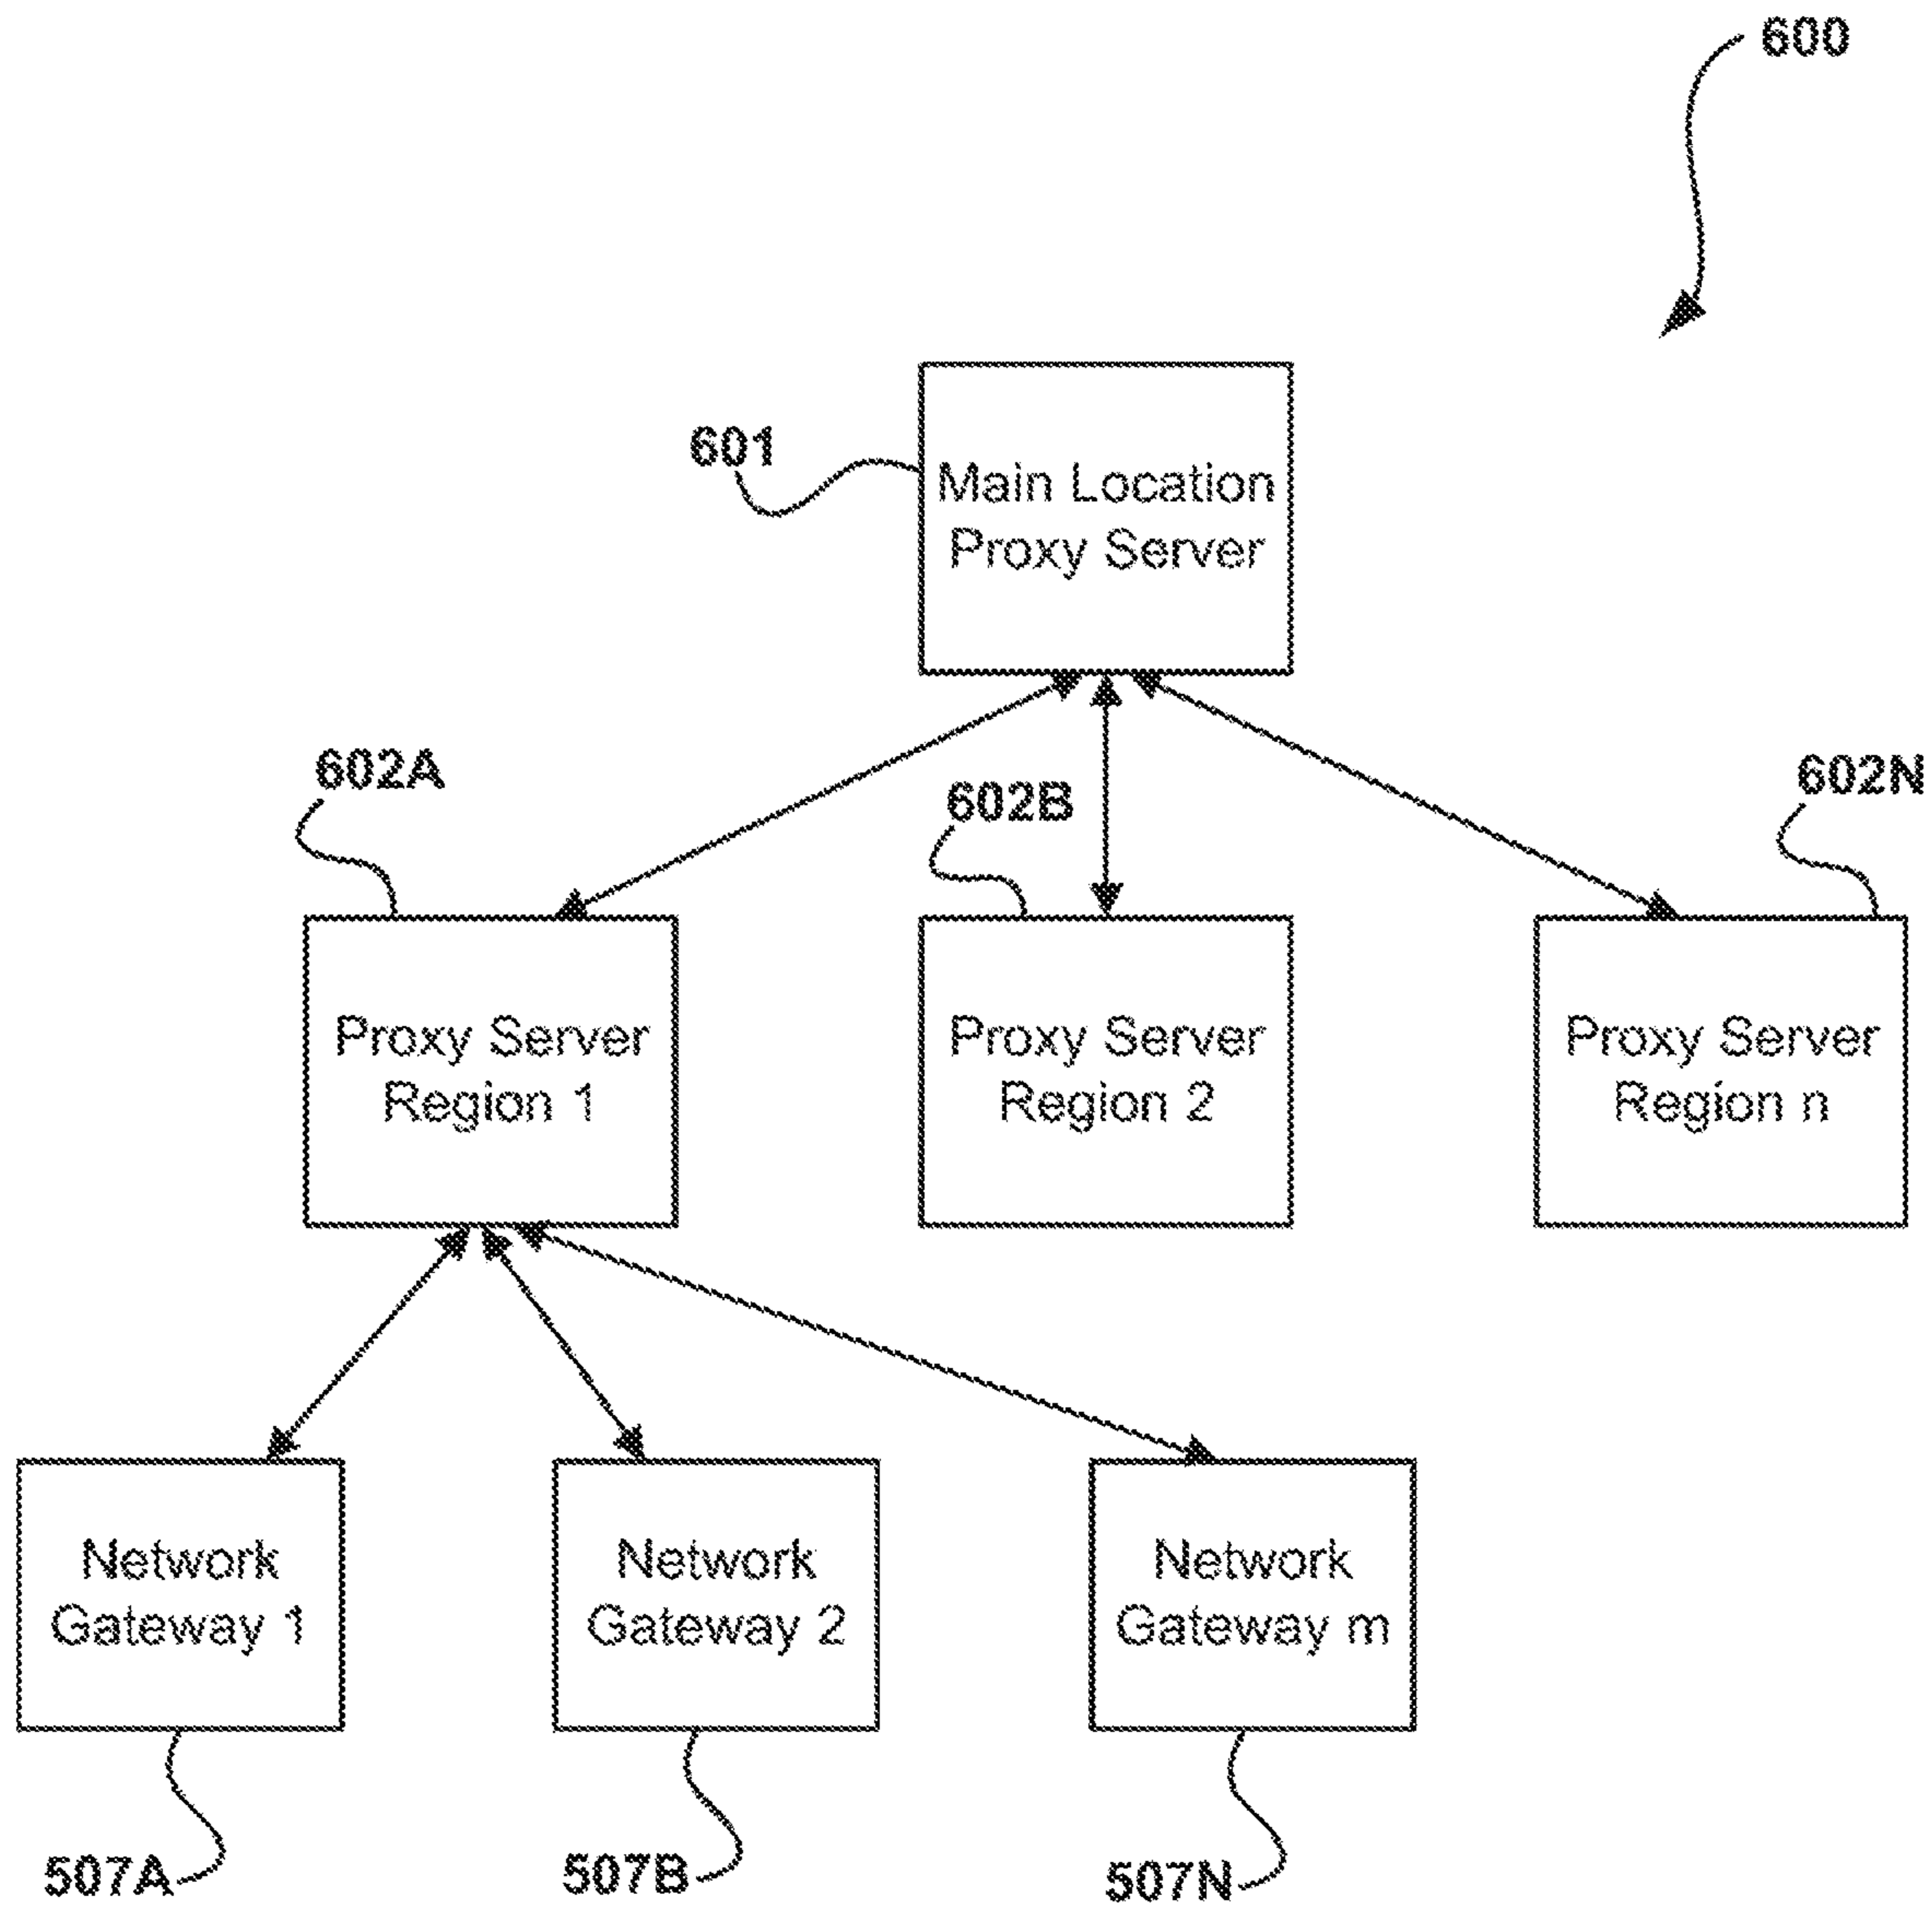 600
601
Main Location
Proxy Server
602A
602B
602N
Proxy Server
Region 1
Proxy Server
Region 2
Proxy Server
Region n
Network
Gateway 1
Network
Gateway 2
Network
Gateway m
507A
507B
507N